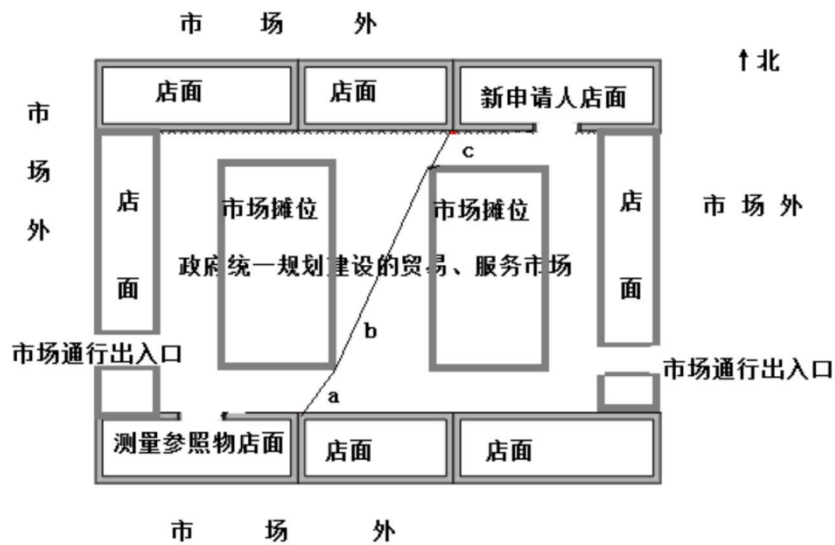 市 场 外
↑北
店面 店面 新申请人店面
市场外
c
店面
市场摊位 市场摊位
店面
市 场 外
政府统一规划建设的贸易、服务市场
b
市场通行出入口
市场通行出入口
a
测量参照物店面 店面 店面
市 场 外